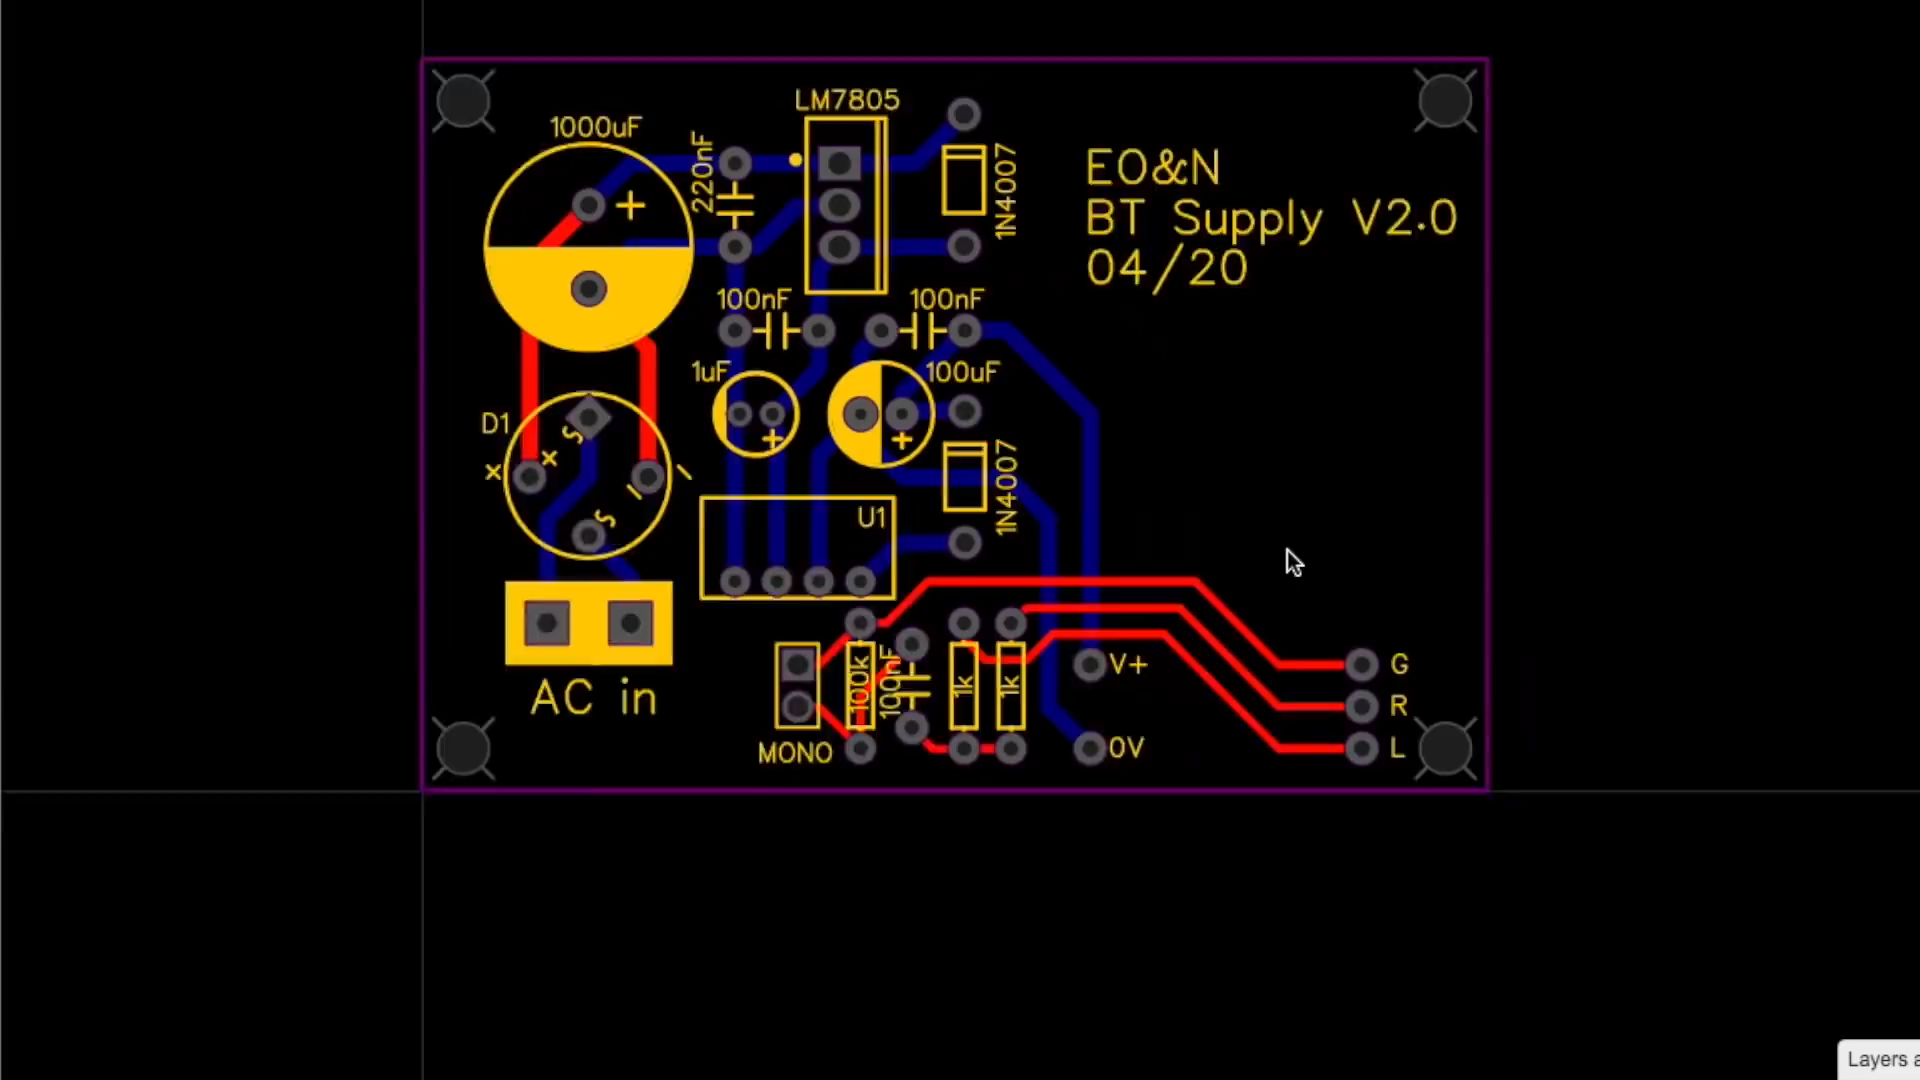 LM7805
1000uF
220nF
1N4007
EO&N
BT Supply V2.0
04/20
100nF
100nF
1uF
100uF
D1
1N4007
U1
AC in
MONO
100k
100nF
1k
1k
V+
0V
G
R
L